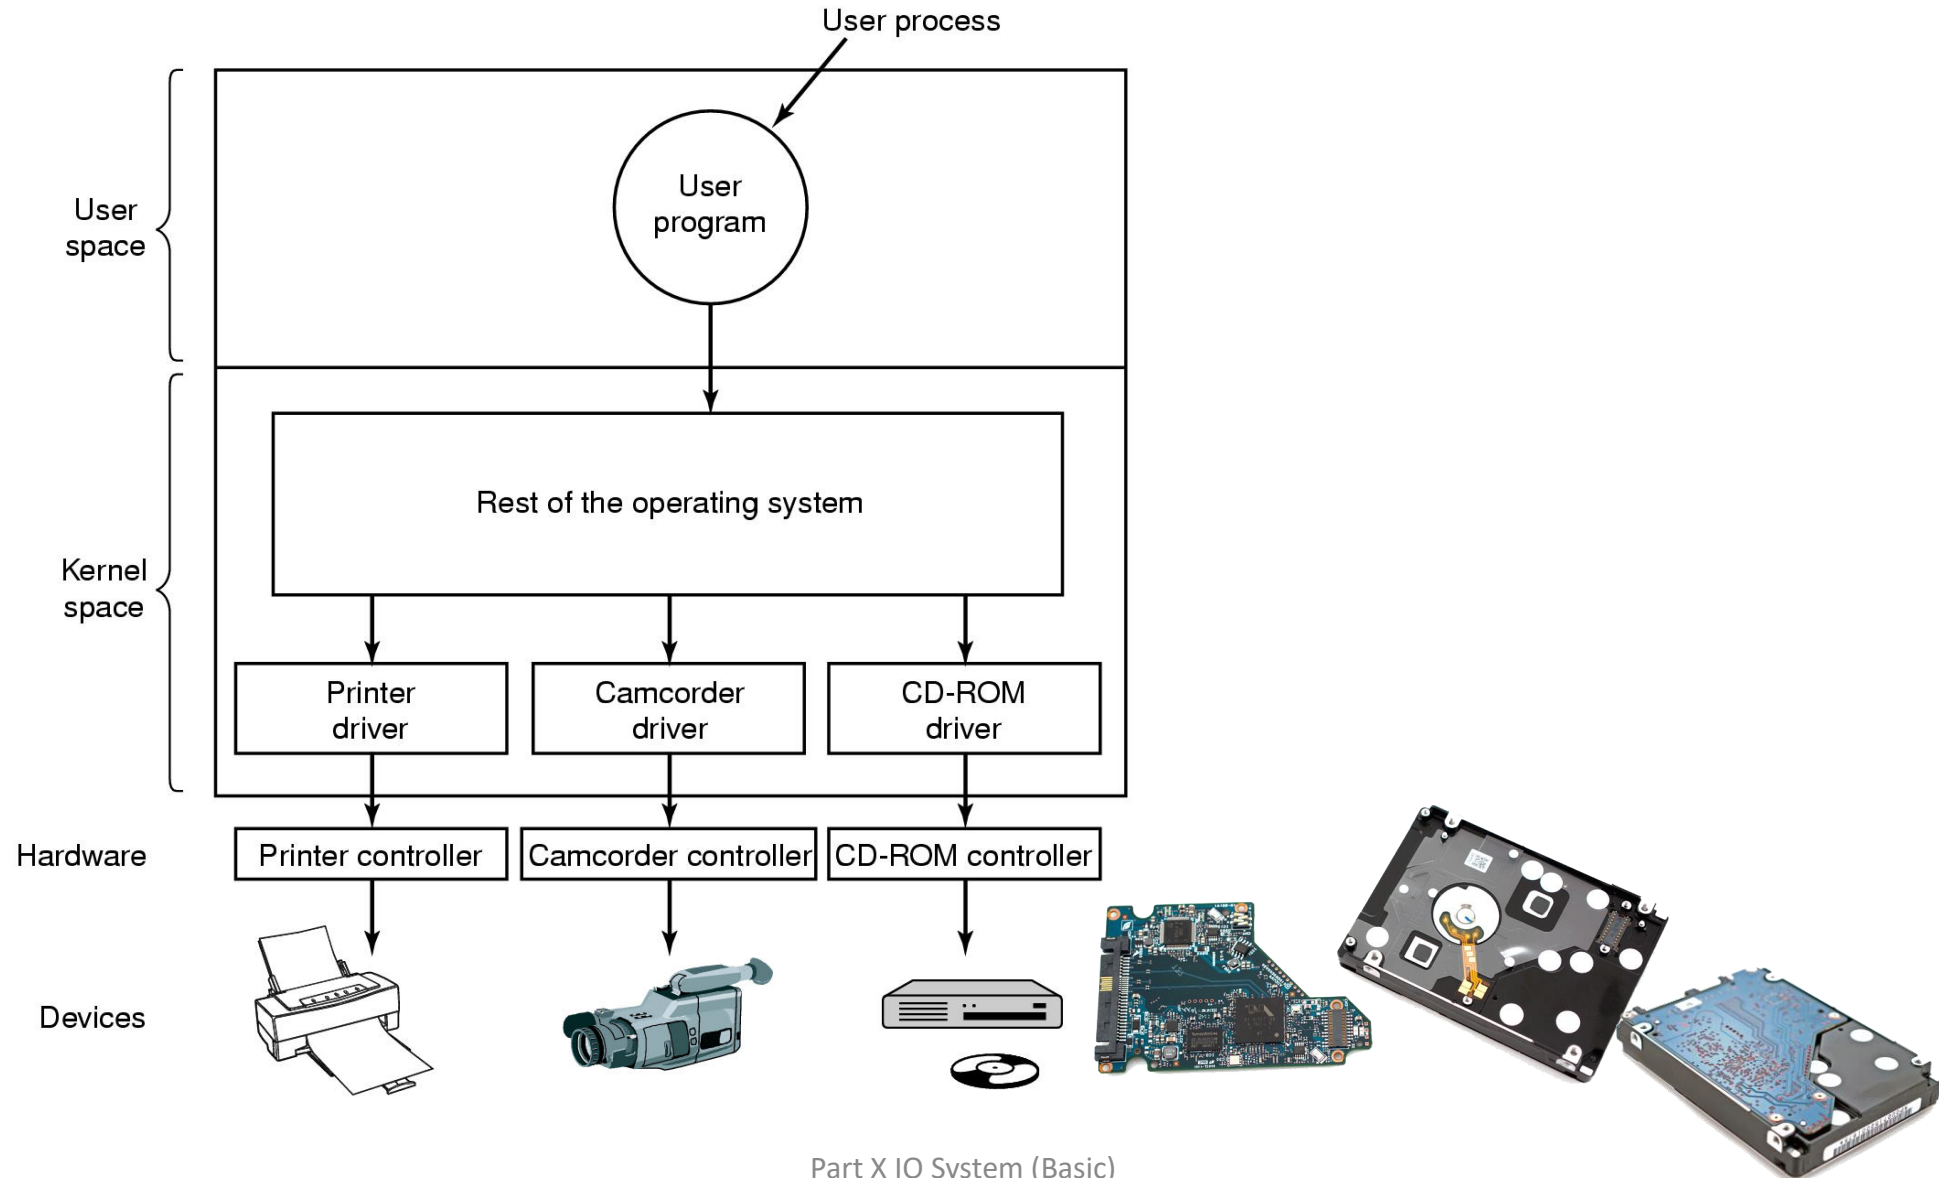 User process
User
program
User
space
Rest of the operating system
Kernel
space
Printer
driver
Camcorder
driver
CD-ROM
driver
Hardware
Printer controller
Camcorder controller
CD-ROM controller
Devices
Part X IO System (Basic)